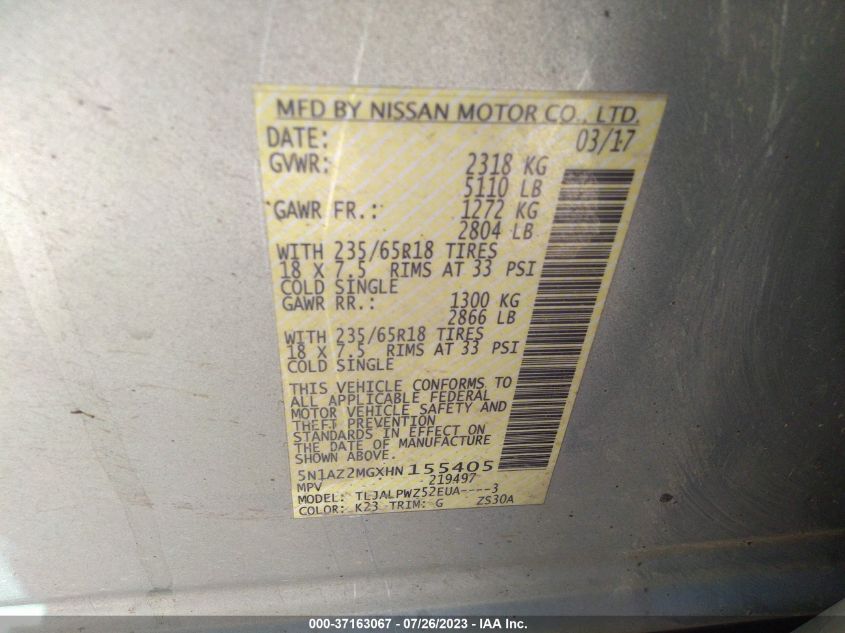 MFD BY NISSAN MOTOR CO., LTD.
DATE: 03/17
GVWR: 2318 KG
5110 LB
GAWR FR.: 1272 KG
2804 LB
WITH 235/65R18 TIRES
18 X 7.5 RIMS AT 33 PSI
COLD SINGLE
GAWR RR.: 1300 KG
2866 LB
WITH 235/65R18 TIRES
18 X 7.5 RIMS AT 33 PSI
COLD SINGLE
THIS VEHICLE CONFORMS TO
ALL APPLICABLE FEDERAL
MOTOR VEHICLE SAFETY AND
THEFT PREVENTION
STANDARDS IN EFFECT ON
THE DATE OF MANUFACTURE
SHOWN ABOVE.
5N1AZ2MGXHN155405
MPV 219497
MODEL: TLJALPWZ52EUA----3
COLOR: K23 TRIM: G ZS30A
000-37163067 - 07/26/2023 - IAA Inc.